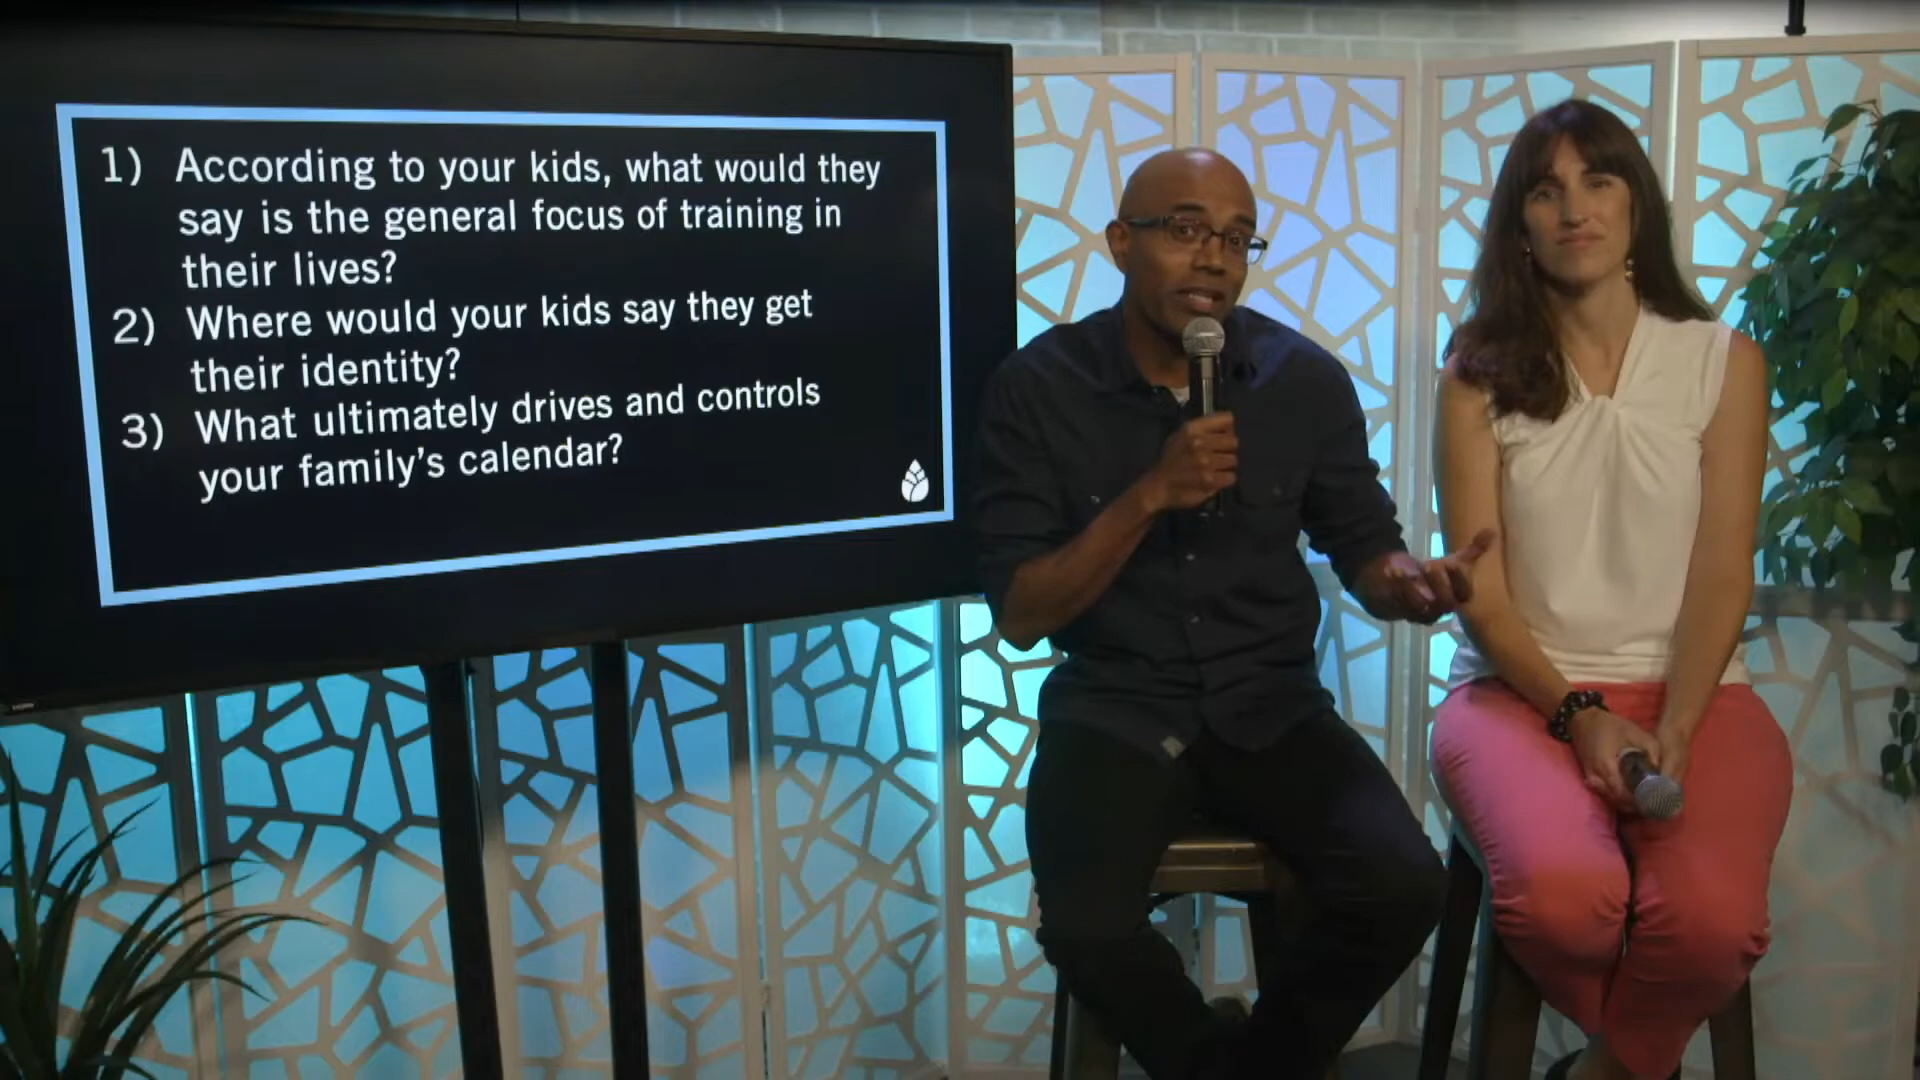 1) According to your kids, what would they
say is the general focus of training in
their lives?
2) Where would your kids say they get
their identity?
3) What ultimately drives and controls
your family's calendar?